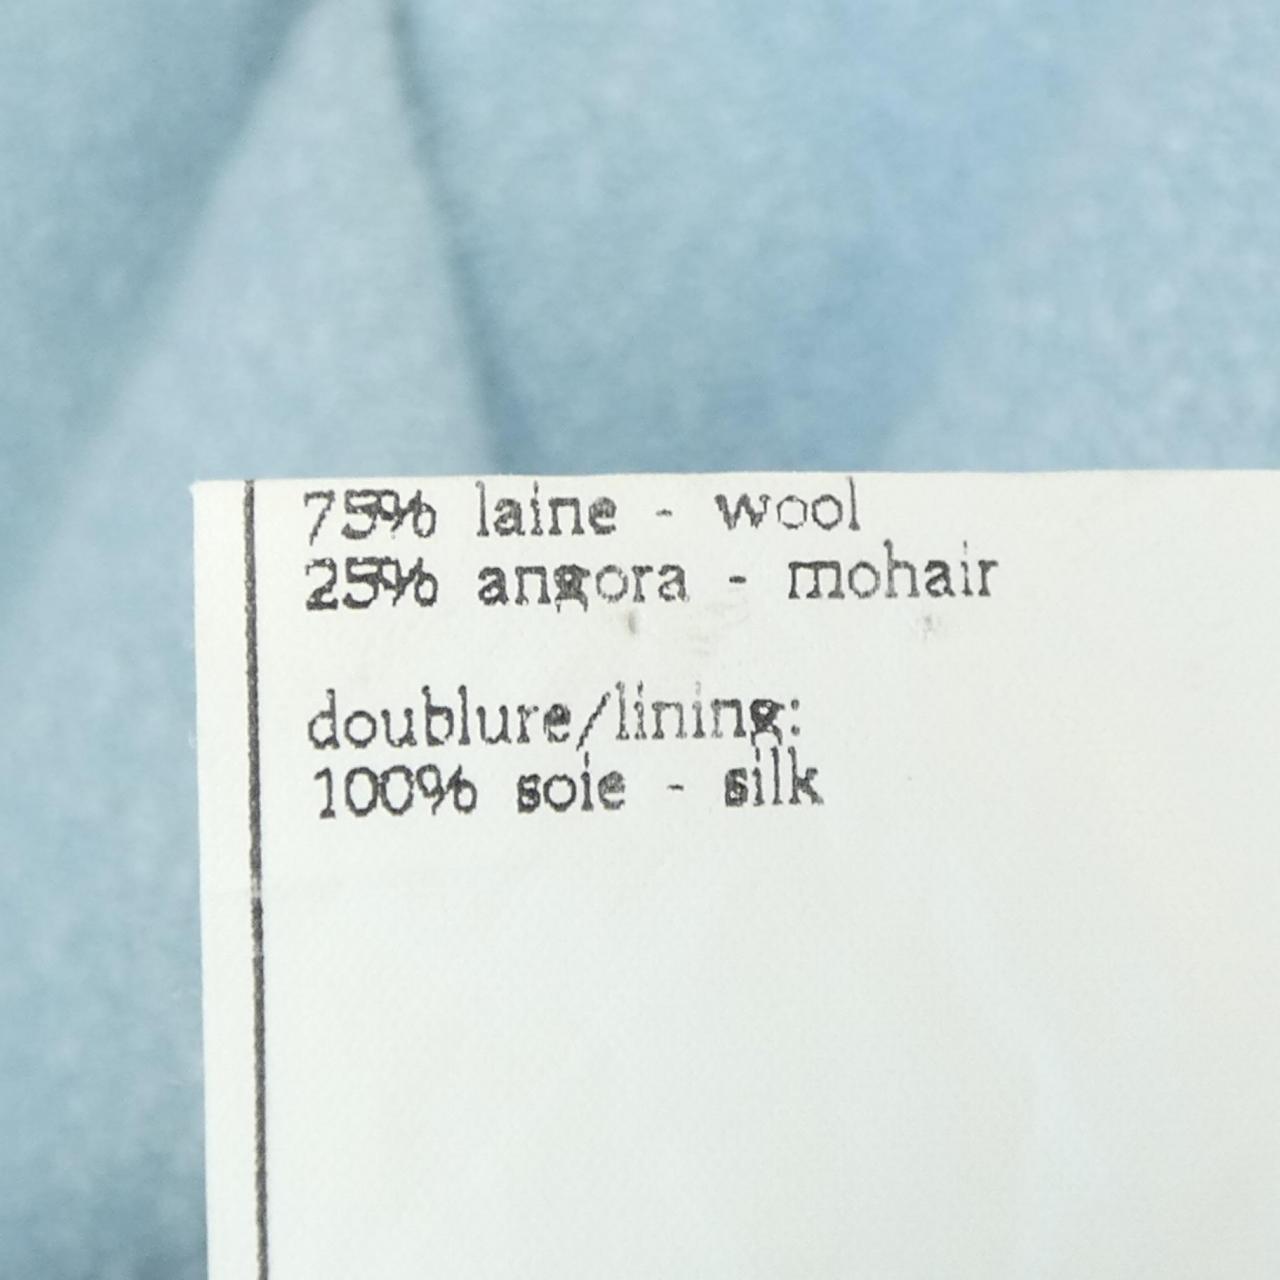 75% laine - wool
25% angora - mohair
doublure/lining:
100% soie - silk